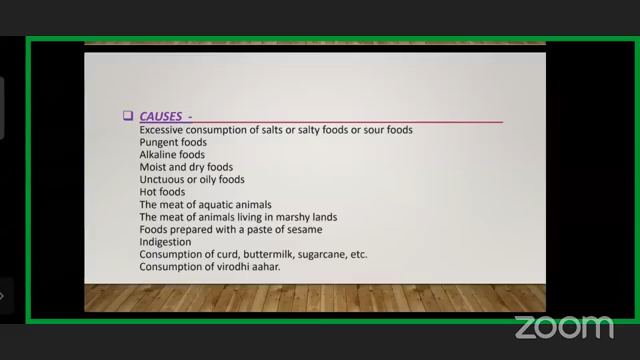 CAUSES -
Excessive consumption of salts or salty foods or sour foods
Pungent foods
Alkaline foods
Moist and dry foods
Unctuous or oily foods
Hot foods
The meat of aquatic animals
The meat of animals living in marshy lands
Foods prepared with a paste of sesame
Indigestion
Consumption of curd, buttermilk, sugarcane, etc.
Consumption of virodhi aahar.
zoom